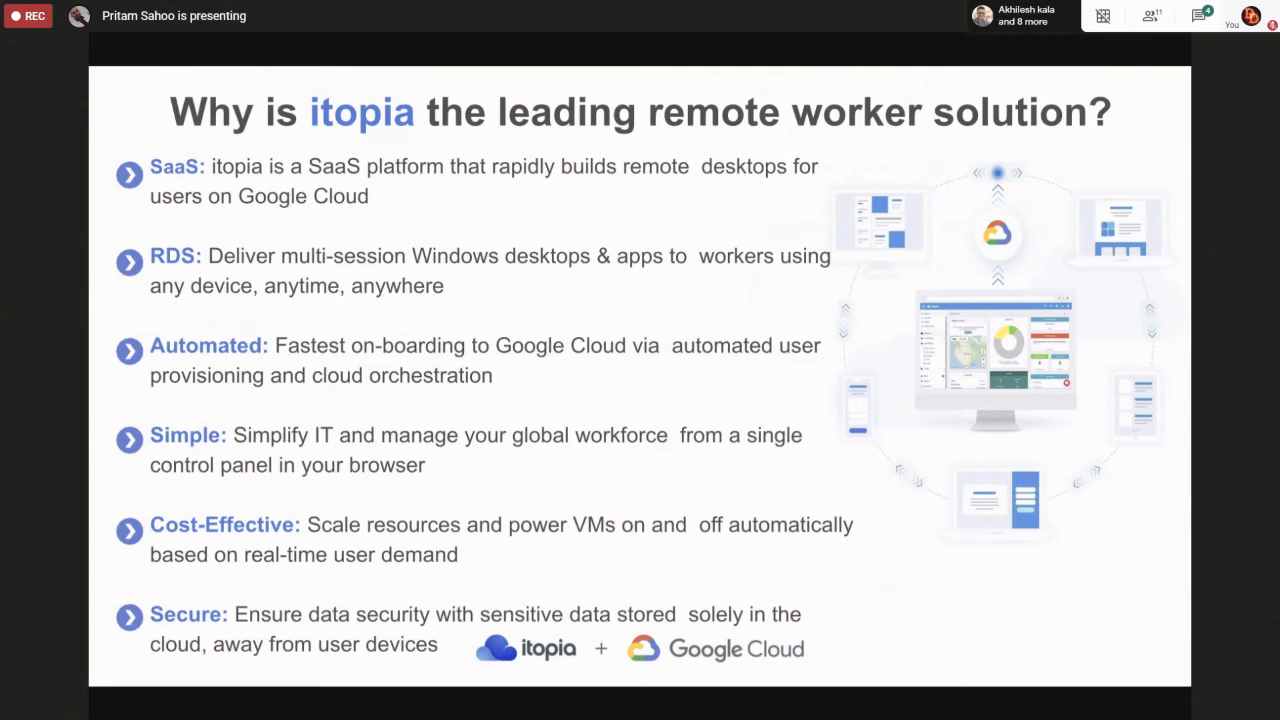 REC
Pritam Sahoo is presenting
Akhilesh kala
and 8 more
11
4
You
Why is itopia the leading remote worker solution?
SaaS: itopia is a SaaS platform that rapidly builds remote desktops for
users on Google Cloud
RDS: Deliver multi-session Windows desktops & apps to workers using
any device, anytime, anywhere
Automated: Fastest on-boarding to Google Cloud via automated user
provisioning and cloud orchestration
Simple: Simplify IT and manage your global workforce from a single
control panel in your browser
Cost-Effective: Scale resources and power VMs on and off automatically
based on real-time user demand
Secure: Ensure data security with sensitive data stored solely in the
cloud, away from user devices
itopia + Google Cloud